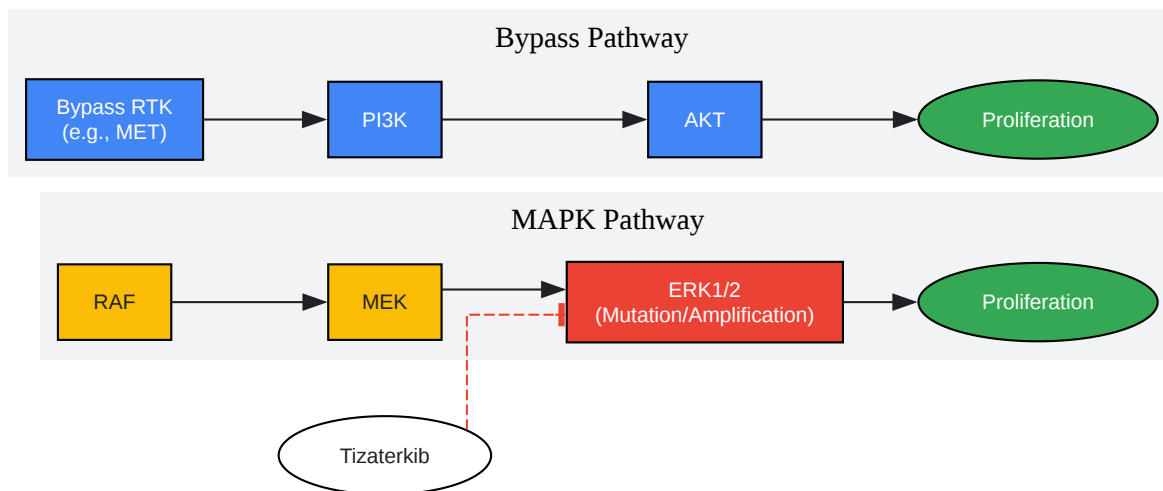 Bypass Pathway
Bypass RTK
(e.g., MET)
PI3K
AKT
Proliferation
MAPK Pathway
RAF
MEK
ERK1/2
(Mutation/Amplification)
Proliferation
Tizaterkib